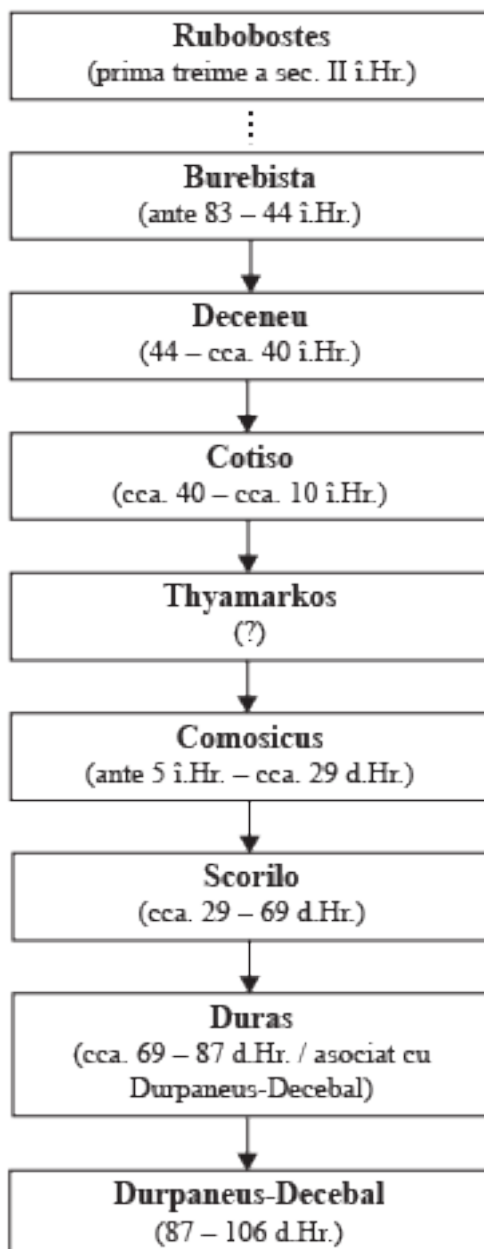 Rubobostes
(prima treime a sec. II î.Hr.)
Burebista
(ante 83 – 44 î.Hr.)
Deceneu
(44 – cca. 40 î.Hr.)
Cotiso
(cca. 40 – cca. 10 î.Hr.)
Thyamarkos
(?)
Comosicus
(ante 5 î.Hr. – cca. 29 d.Hr.)
Scorilo
(cca. 29 – 69 d.Hr.)
Duras
(cca. 69 – 87 d.Hr. / asociat cu
Durpaneus-Decebal)
Durpaneus-Decebal
(87 – 106 d.Hr.)